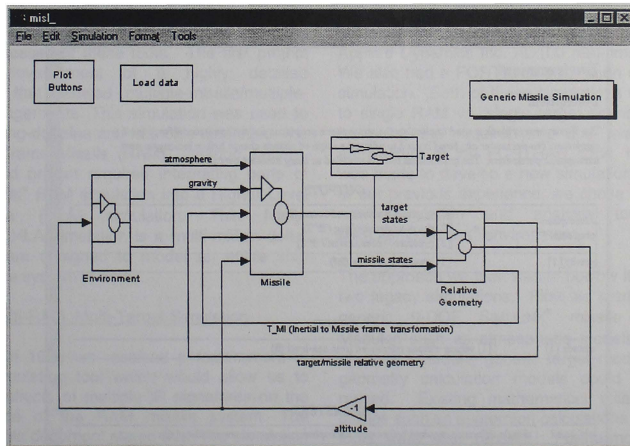 : misl_
File Edit Simulation Format Tools
Plot
Buttons
Load data
Generic Missile Simulation
atmosphere
Target
gravity
target
states
missile states
Environment
Missile
Relative
Geometry
T_MI (Inertial to Missile frame transformation)
target/missile relative geometry
-1
altitude